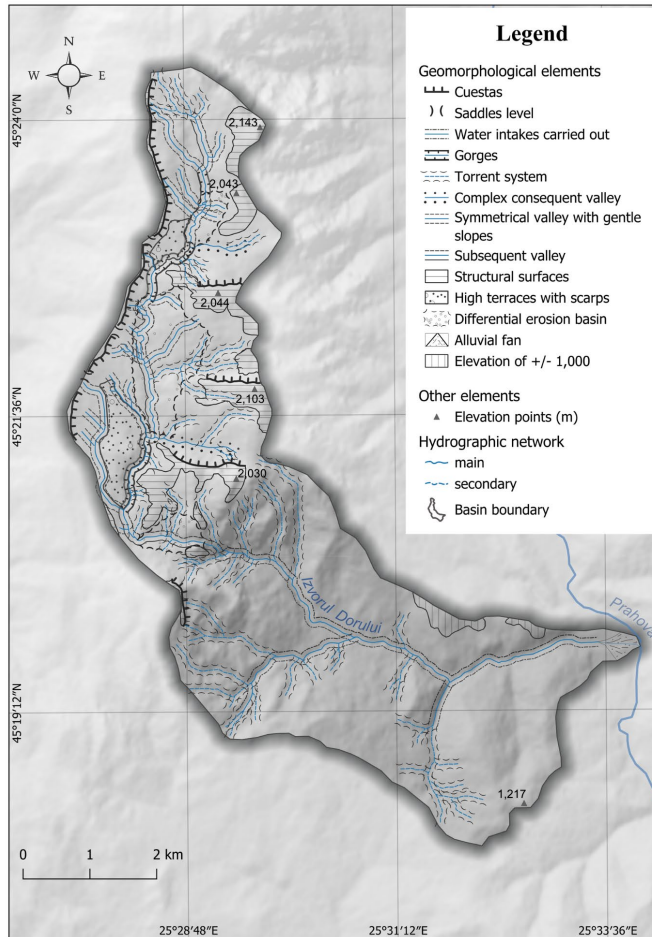 Legend
Geomorphological elements
Cuestas
Saddles level
Water intakes carried out
Gorges
Torrent system
Complex consequent valley
Symmetrical valley with gentle
slopes
Subsequent valley
Structural surfaces
High terraces with scarps
Differential erosion basin
Alluvial fan
Elevation of +/- 1,000
Other elements
Elevation points (m)
Hydrographic network
main
secondary
Basin boundary
N
W E
S
45°24'0"N
45°21'36"N
45°19'12"N
2,143
2,043
2,044
2,103
2,030
Izvorul Dorului
Prahova
1,217
0 1 2 km
25°28'48"E 25°31'12"E 25°33'36"E